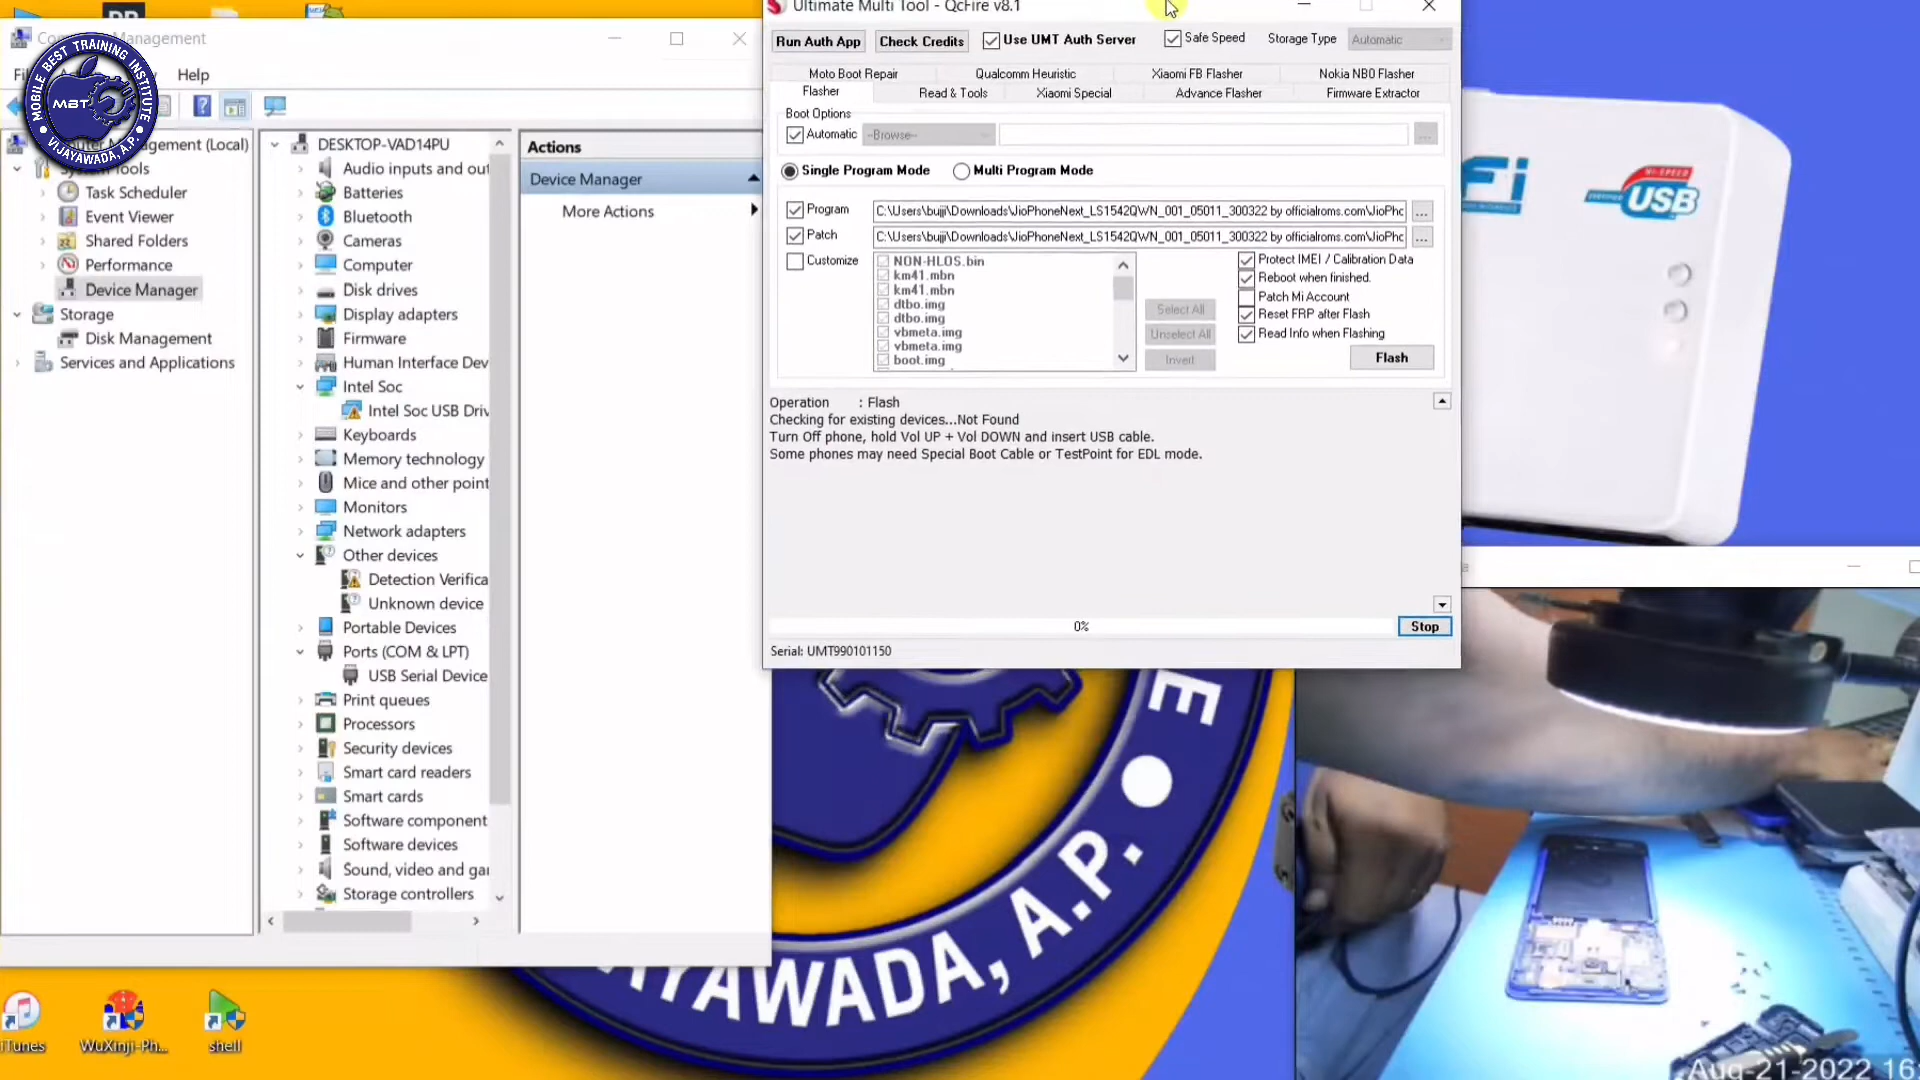 Management
Help
MOBILE BEST TRAINING INSTITUTE
MBT
VIJAYAWADA, A.P.
Management (Local)
Tools
Task Scheduler
Event Viewer
Shared Folders
Performance
Device Manager
Storage
Disk Management
Services and Applications
DESKTOP-VAD14PU
Audio inputs and out
Batteries
Bluetooth
Cameras
Computer
Disk drives
Display adapters
Firmware
Human Interface Dev
Intel Soc
Intel Soc USB Driv
Keyboards
Memory technology
Mice and other point
Monitors
Network adapters
Other devices
Detection Verifica
Unknown device
Portable Devices
Ports (COM & LPT)
USB Serial Device
Print queues
Processors
Security devices
Smart card readers
Smart cards
Software component
Software devices
Sound, video and gai
Storage controllers
Actions
Device Manager
More Actions
Ultimate Multi Tool - QcFire v8.1
Run Auth App Check Credits Use UMT Auth Server Safe Speed Storage Type Automatic
Moto Boot Repair Qualcomm Heuristic Xiaomi FB Flasher Nokia NB0 Flasher
Flasher Read & Tools Xiaomi Special Advance Flasher Firmware Extractor
Boot Options
Automatic --Browse-- ...
Single Program Mode Multi Program Mode
Program C:\Users\bujji\Downloads\JioPhoneNext_LS1542QWN_001_05011_300322 by officialroms.com\JioPhc ...
Patch C:\Users\bujji\Downloads\JioPhoneNext_LS1542QWN_001_05011_300322 by officialroms.com\JioPhc ...
Customize
NON-HLOS.bin
km41.mbn
km41.mbn
dtbo.img
dtbo.img
vbmeta.img
vbmeta.img
boot.img
Select All
Unselect All
Invert
Protect IMEI / Calibration Data
Reboot when finished.
Patch Mi Account
Reset FRP after Flash
Read Info when Flashing
Flash
Operation : Flash
Checking for existing devices...Not Found
Turn Off phone, hold Vol UP + Vol DOWN and insert USB cable.
Some phones may need Special Boot Cable or TestPoint for EDL mode.
0%
Stop
Serial: UMT990101150
Fi
HI-SPEED
CERTIFIED
USB
E
AYAWADA, A.P.
iTunes
WuXinji-Ph...
shell
Aug-21-2022 16